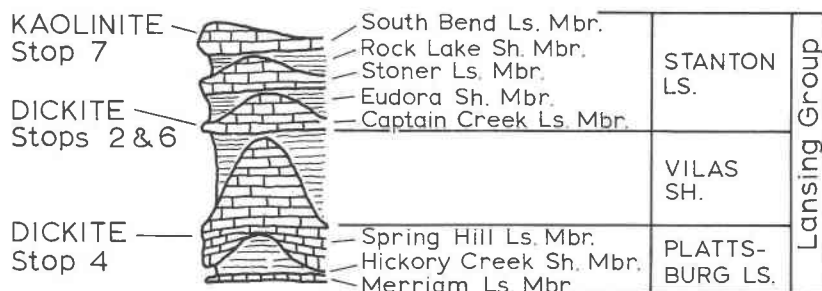 KAOLINITE
Stop 7
DICKITE
Stops 2 & 6
DICKITE
Stop 4
South Bend Ls. Mbr.
Rock Lake Sh. Mbr.
Stoner Ls. Mbr.
Eudora Sh. Mbr.
Captain Creek Ls. Mbr.
Spring Hill Ls. Mbr.
Hickory Creek Sh. Mbr.
Merriam Ls. Mbr.
STANTON
LS.
VILAS
SH.
PLATTS-
BURG LS.
Lansing Group